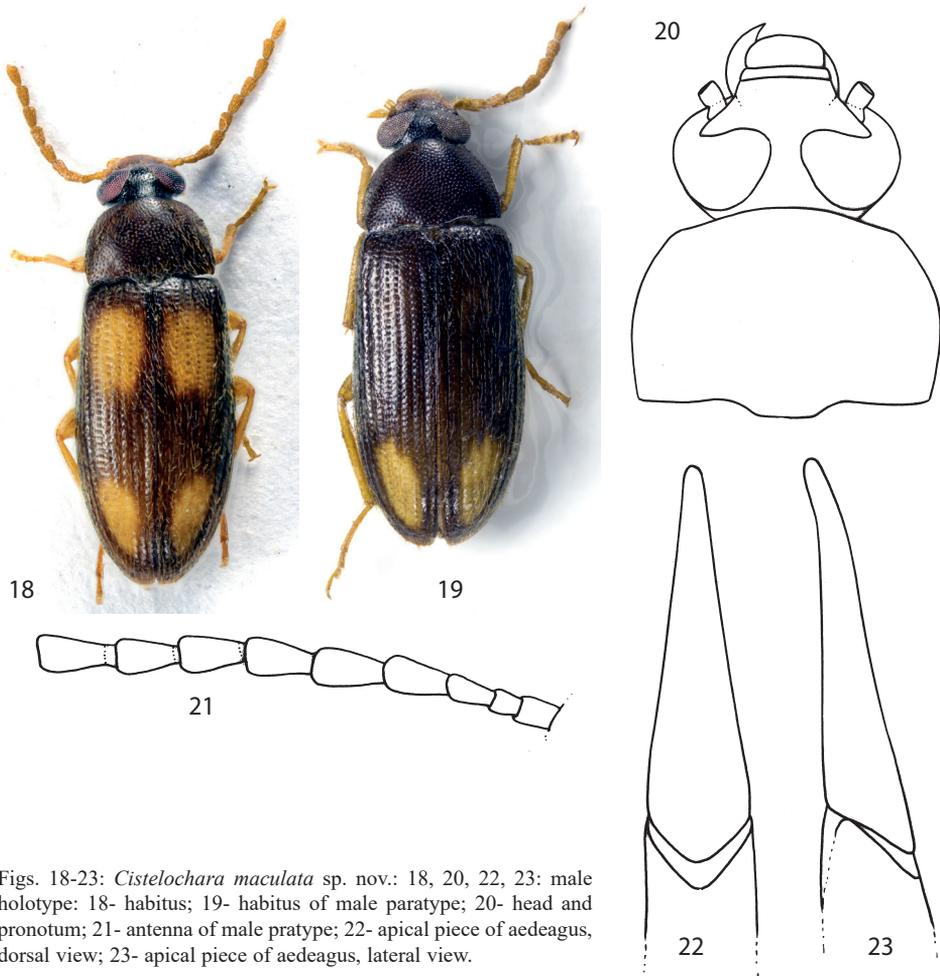 20
18
19
21
22
23
Figs. 18-23: Cistelochara maculata sp. nov.: 18, 20, 22, 23: male
holotype: 18- habitus; 19- habitus of male paratype; 20- head and
pronotum; 21- antenna of male pratype; 22- apical piece of aedeagus,
dorsal view; 23- apical piece of aedeagus, lateral view.